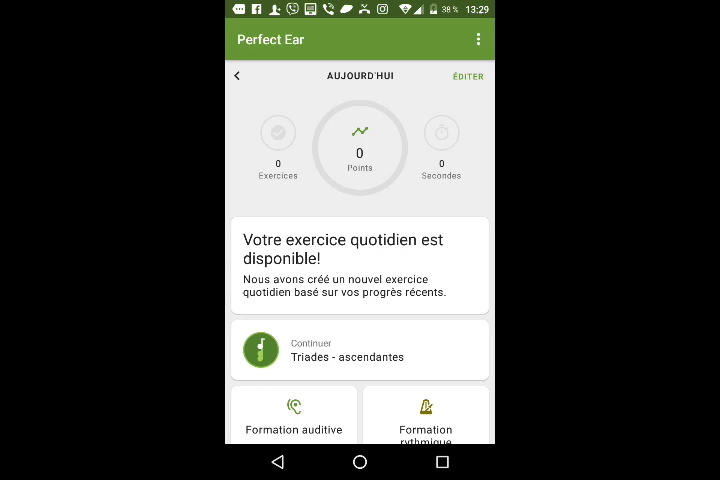 38 % 13:29
Perfect Ear
AUJOURD'HUI ÉDITER
0
Exercices
0
Points
0
Secondes
Votre exercice quotidien est
disponible!
Nous avons créé un nouvel exercice
quotidien basé sur vos progrès récents.
Continuer
Triades - ascendantes
Formation auditive
Formation
rythmique